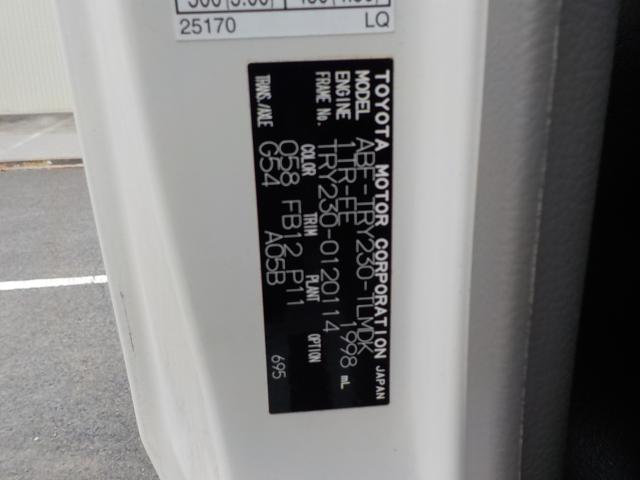 25170 LQ
TOYOTA MOTOR CORPORATION JAPAN
MODEL ABF-TRY230-TLMDK
ENGINE 1TR-FE 1998 mL
FRAME No. TRY230-0120114
COLOR TRIM PLANT OPTION
058 FB12 P11
TRANS./AXLE G54 A05B 695